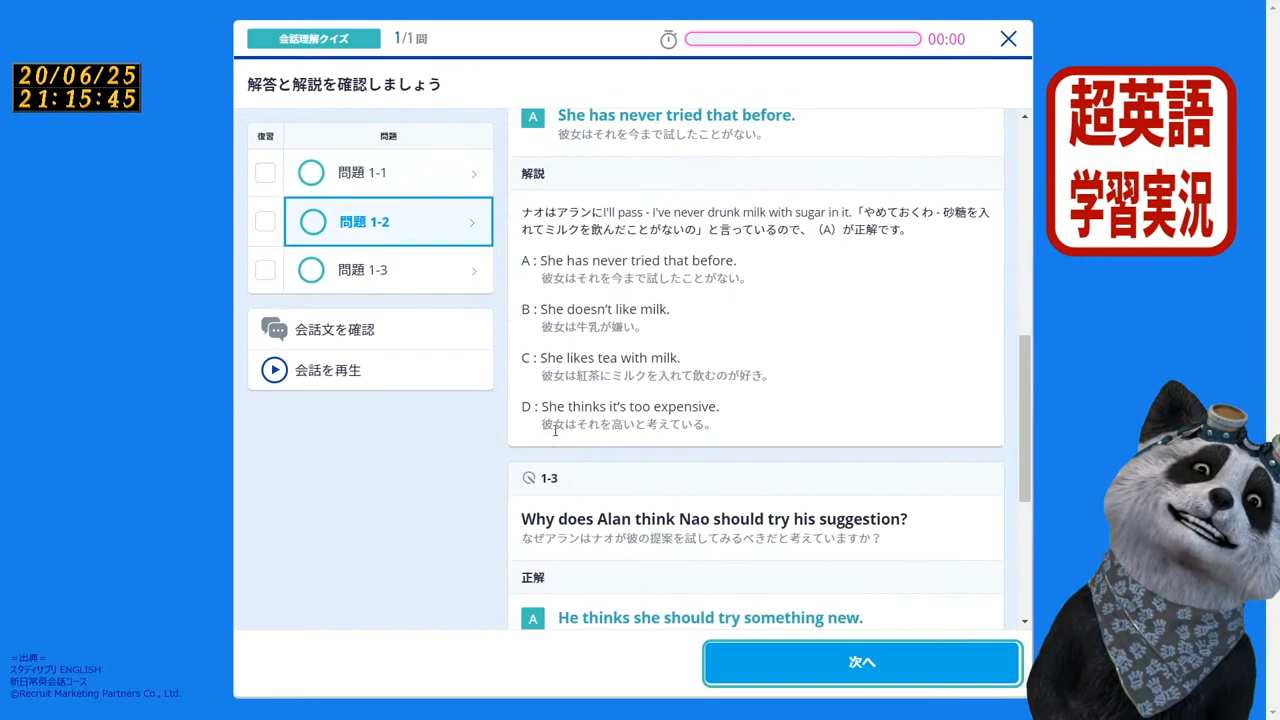 20/06/25
21:15:45
会話理解クイズ
1/1問
00:00
解答と解説を確認しましょう
復習
問題
問題 1-1
問題 1-2
問題 1-3
会話文を確認
会話を再生
A She has never tried that before.
彼女はそれを今まで試したことがない。
解説
ナオはアランにI'll pass - I've never drunk milk with sugar in it.「やめておくわ - 砂糖を入
れてミルクを飲んだことがないの」と言っているので、（A）が正解です。
A : She has never tried that before.
彼女はそれを今まで試したことがない。
B : She doesn’t like milk.
彼女は牛乳が嫌い。
C : She likes tea with milk.
彼女は紅茶にミルクを入れて飲むのが好き。
D : She thinks it’s too expensive.
彼女はそれを高いと考えている。
1-3
Why does Alan think Nao should try his suggestion?
なぜアランはナオが彼の提案を試してみるべきだと考えていますか？
正解
A He thinks she should try something new.
次へ
超英語
学習実況
＝出典＝
スタディサプリ ENGLISH
新日常英会話コース
©Recruit Marketing Partners Co., Ltd.